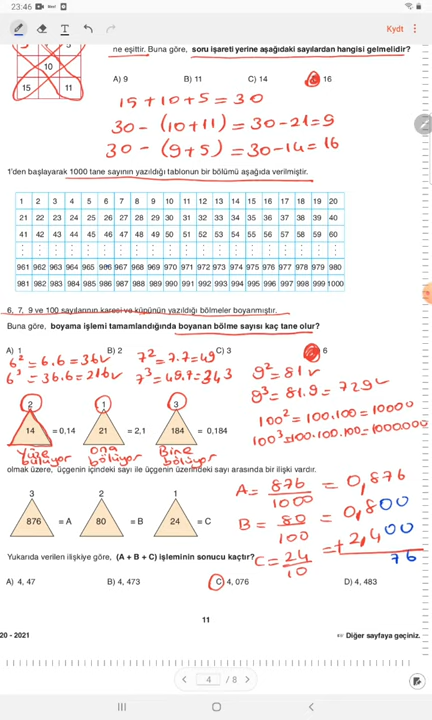 23:46
Kaydt
ne eşittir. Buna göre, soru işareti yerine aşağıdaki sayılardan hangisi gelmelidir?
10
15 11
A) 9 B) 11 C) 14 16
15+10+5=30
30-(10+11)=30-21=9
30-(9+5)=30-14=16
1'den başlayarak 1000 tane sayının yazıldığı tablonun bir bölümü aşağıda verilmiştir.
1 2 3 4 5 6 7 8 9 10 11 12 13 14 15 16 17 18 19 20
21 22 23 24 25 26 27 28 29 30 31 32 33 34 35 36 37 38 39 40
41 42 43 44 45 46 47 48 49 50 51 52 53 54 55 56 57 58 59 60
961 962 963 964 965 966 967 968 969 970 971 972 973 974 975 976 977 978 979 980
981 982 983 984 985 986 987 988 989 990 991 992 993 994 995 996 997 998 999 1000
6, 7, 9 ve 100 sayılarının karesi ve küpünün yazıldığı bölmeler boyanmıştır.
Buna göre, boyama işlemi tamamlandığında boyanan bölme sayısı kaç tane olur?
A) 1 B) 2 C) 3 6
6²=6.6=36✓ 7²=7.7=49 9²=81✓
6³=36.6=216✓ 7³=49.7=343 9³=81.9=729✓
100²=100.100=10000
100³=100.100.100=1000.000
2 1 3
14 = 0,14 21 = 2,1 184 = 0,184
Yüze bölüyor Ona bölüyor Bine bölüyor
olmak üzere, üçgenin içindeki sayı ile üçgenin üzerindeki sayı arasında bir ilişki vardır.
3 2 1
876 = A 80 = B 24 = C
A=876/1000=0,876
B=80/100=0,800
C=24/10=+2,400
76
Yukarıda verilen ilişkiye göre, (A + B + C) işleminin sonucu kaçtır?
A) 4, 47 B) 4, 473 C) 4, 076 D) 4, 483
11
20 - 2021 Diğer sayfaya geçiniz.
4 / 8